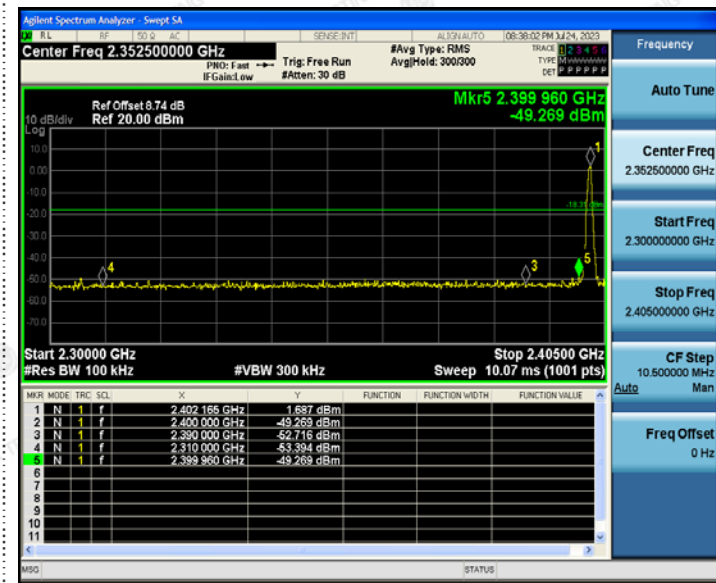 Agilent Spectrum Analyzer - Swept SA
RL RF 50 Ω AC SENSE:INT ALIGN AUTO 08:38:02 PM Jul 24, 2023
Center Freq 2.352500000 GHz
PNO: Fast
IFGain:Low
Trig: Free Run
#Atten: 30 dB
#Avg Type: RMS
Avg|Hold: 300/300
TRACE 1 2 3 4 5 6
TYPE M
DET P P P P P P
Frequency
Auto Tune
Center Freq
2.352500000 GHz
Start Freq
2.300000000 GHz
Stop Freq
2.405000000 GHz
CF Step
10.500000 MHz
Auto Man
Freq Offset
0 Hz
Ref Offset 8.74 dB
10 dB/div Ref 20.00 dBm
Log
Mkr5 2.399 960 GHz
-49.269 dBm
10.0
0.00
-10.0
-20.0
-30.0
-40.0
-50.0
-60.0
-70.0
1
4
3
5
Start 2.30000 GHz Stop 2.40500 GHz
#Res BW 100 kHz #VBW 300 kHz Sweep 10.07 ms (1001 pts)
MKR MODE TRC SCL X Y FUNCTION FUNCTION WIDTH FUNCTION VALUE
1 N 1 f 2.402 165 GHz 1.687 dBm
2 N 1 f 2.400 000 GHz -49.269 dBm
3 N 1 f 2.390 000 GHz -52.716 dBm
4 N 1 f 2.310 000 GHz -53.394 dBm
5 N 1 f 2.399 960 GHz -49.269 dBm
6
7
8
9
10
11
MSG STATUS